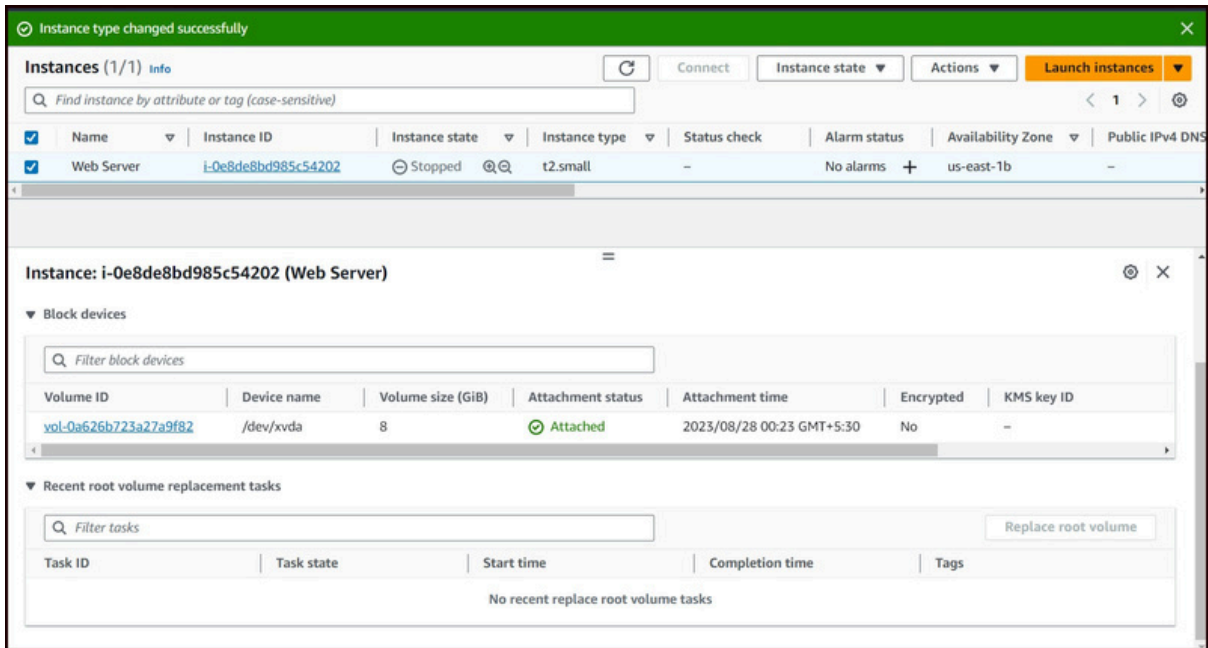 Instance type changed successfully
Instances (1/1) Info
Connect
Instance state
Actions
Launch instances
Find instance by attribute or tag (case-sensitive)
1
Name Instance ID Instance state Instance type Status check Alarm status Availability Zone Public IPv4 DNS
Web Server i-0e8de8bd985c54202 Stopped t2.small – No alarms + us-east-1b –
Instance: i-0e8de8bd985c54202 (Web Server)
Block devices
Filter block devices
Volume ID Device name Volume size (GiB) Attachment status Attachment time Encrypted KMS key ID
vol-0a626b723a27a9f82 /dev/xvda 8 Attached 2023/08/28 00:23 GMT+5:30 No –
Recent root volume replacement tasks
Filter tasks
Replace root volume
Task ID Task state Start time Completion time Tags
No recent replace root volume tasks